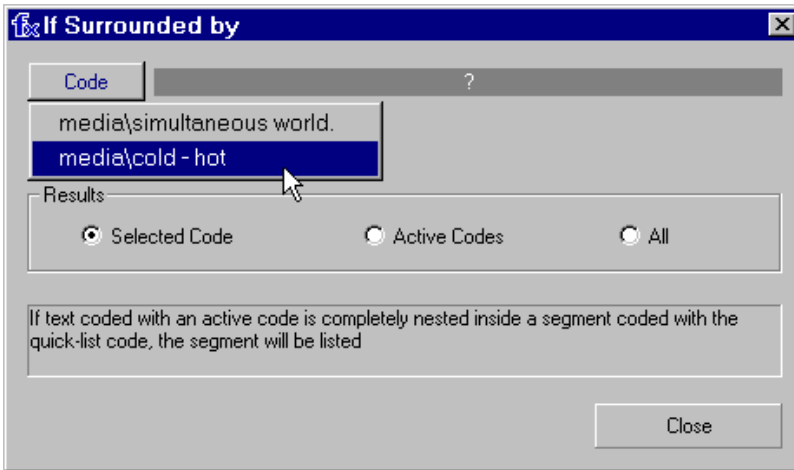 fx If Surrounded by
Code ?
media\simultaneous world.
media\cold - hot
Results
Selected Code Active Codes All
If text coded with an active code is completely nested inside a segment coded with the
quick-list code, the segment will be listed
Close